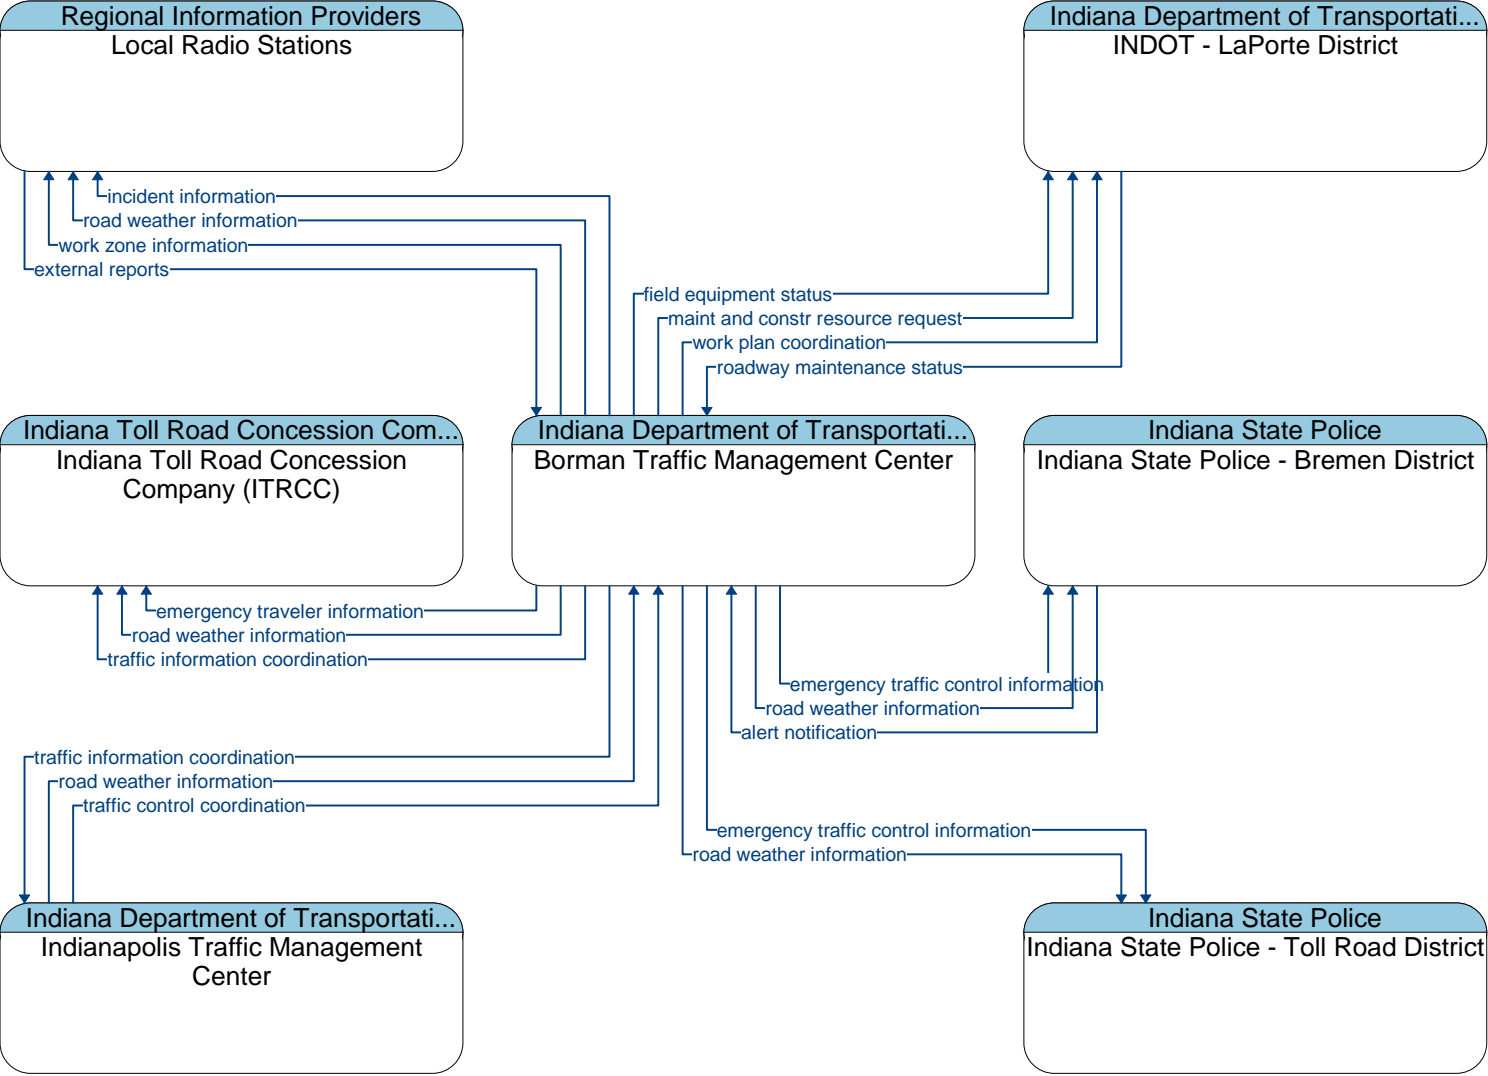 Regional Information Providers
Local Radio Stations
Indiana Department of Transportati...
INDOT - LaPorte District
incident information
road weather information
work zone information
external reports
field equipment status
maint and constr resource request
work plan coordination
roadway maintenance status
Indiana Toll Road Concession Com...
Indiana Toll Road Concession
Company (ITRCC)
Indiana Department of Transportati...
Borman Traffic Management Center
Indiana State Police
Indiana State Police - Bremen District
emergency traveler information
road weather information
traffic information coordination
emergency traffic control information
road weather information
alert notification
traffic information coordination
road weather information
traffic control coordination
emergency traffic control information
road weather information
Indiana Department of Transportati...
Indianapolis Traffic Management
Center
Indiana State Police
Indiana State Police - Toll Road District